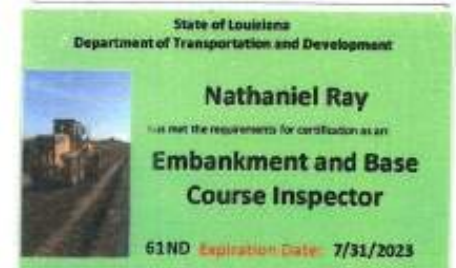 State of Louisiana
Department of Transportation and Development
Nathaniel Ray
has met the requirements for certification as an
Embankment and Base
Course Inspector
61ND Expiration Date: 7/31/2023